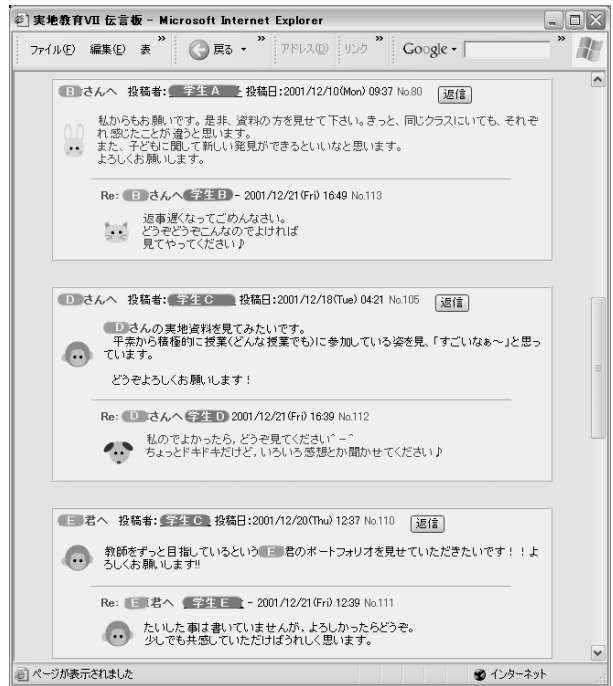 実地教育VII 伝言板 - Microsoft Internet Explorer
ファイル(F) 編集(E) 表 » 戻る » アドレス(D) リンク » Google »
Bさんへ 投稿者:学生A 投稿日:2001/12/10(Mon) 09:37 No.80 返信
私からもお願いです。是非、資料の方を見せて下さい。きっと、同じクラスにいても、それぞ
れ感じたことが違うと思います。
また、子どもに関して新しい発見ができるといいなと思います。
よろしくお願いします。
Re: Bさんへ 学生B - 2001/12/21(Fri) 16:49 No.113
返事遅くなってごめんなさい。
どうぞどうぞこんなのでよければ
見てやってください♪
Dさんへ 投稿者:学生C 投稿日:2001/12/18(Tue) 04:21 No.105 返信
Dさんの実地資料を見てみたいです。
平素から積極的に授業(どんな授業でも)に参加している姿を見、「すごいなぁ~」と思っ
ています。
どうぞよろしくお願いします!
Re: Dさんへ 学生D 2001/12/21(Fri) 16:39 No.112
私のでよかったら,どうぞ見てください^-^
ちょっとドキドキだけど,いろいろ感想とか聞かせてください♪
E君へ 投稿者:学生C 投稿日:2001/12/20(Thu) 12:37 No.110 返信
教師をずっと目指しているというE君のポートフォリオを見せていただきたいです!!よ
ろしくお願いします!!
Re: E君へ 学生E - 2001/12/21(Fri) 12:39 No.111
たいした事は書いていませんが,よろしかったらどうぞ。
少しでも共感していただけばうれしく思います。
ページが表示されました インターネット